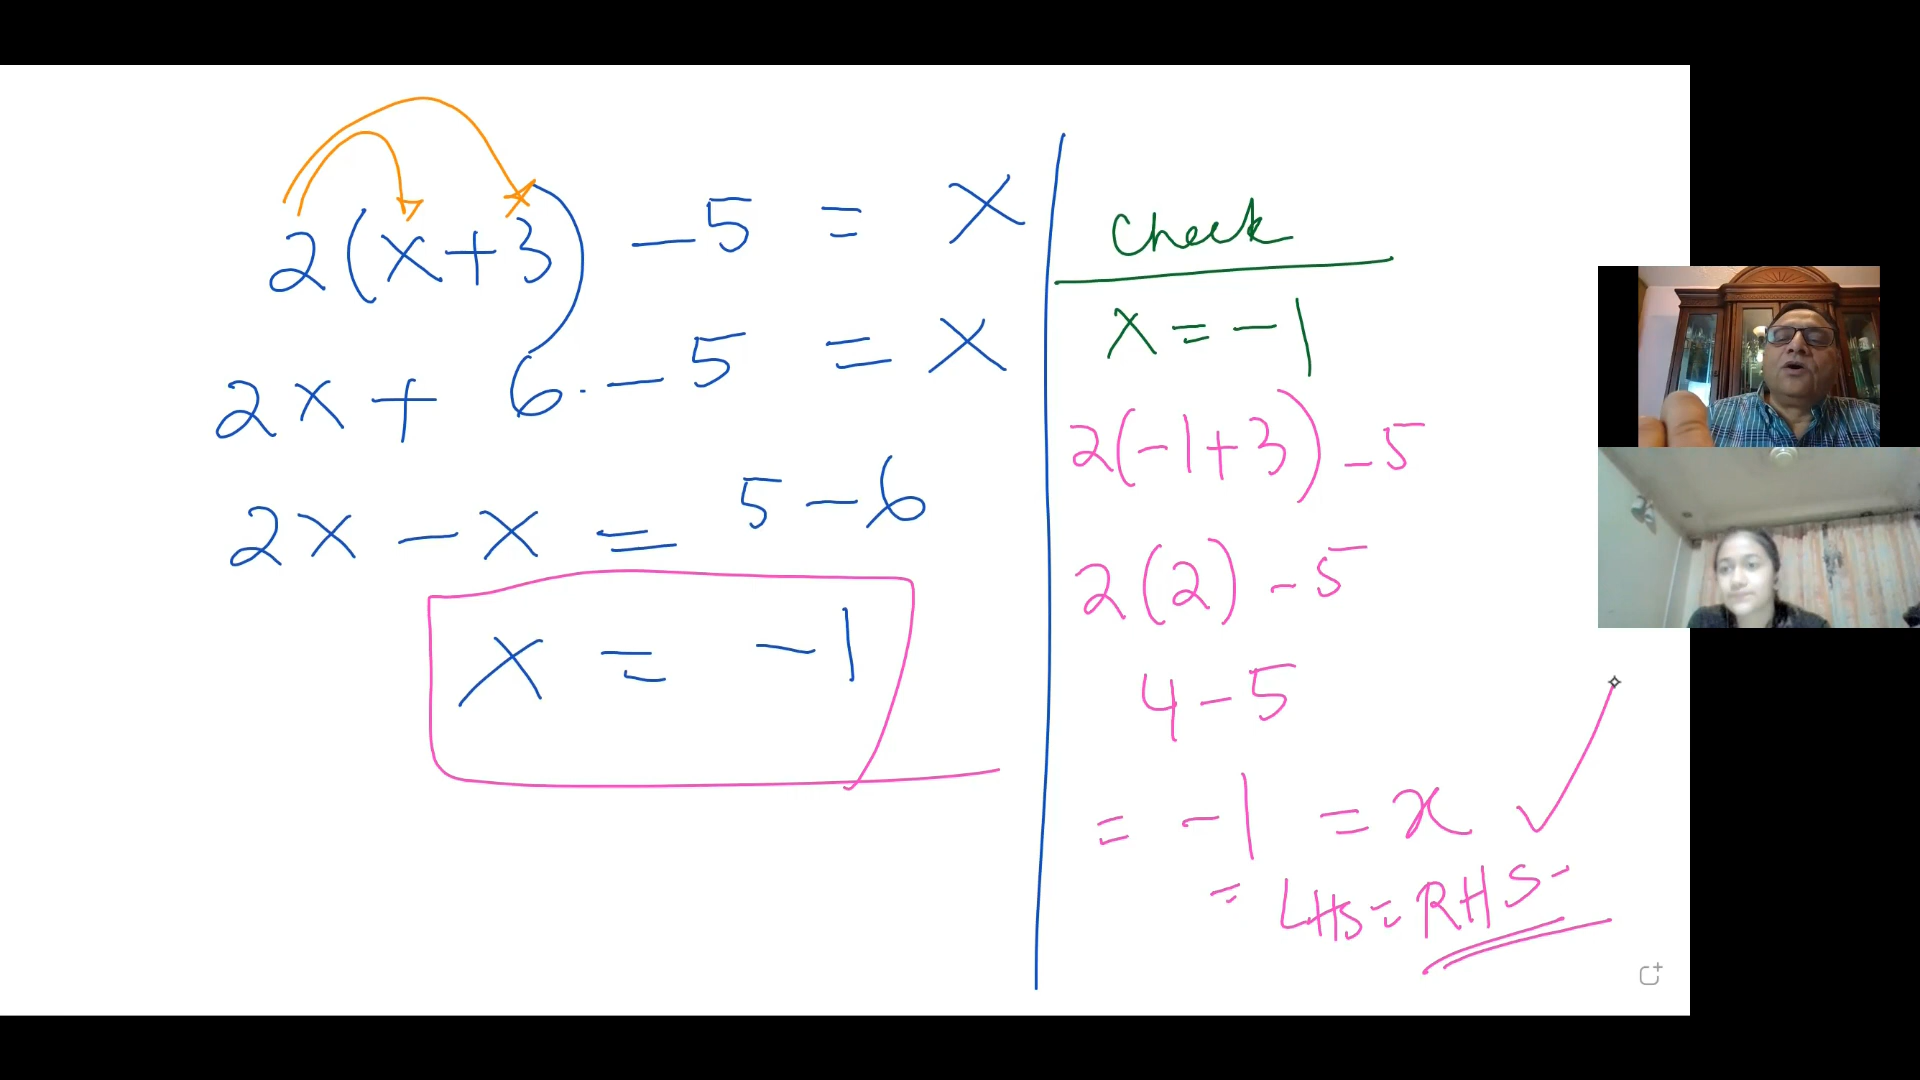 2(x+3) -5 = x
2x + 6 - 5 = x
2x - x = 5 - 6
x = -1
Check
x = -1
2(-1+3) - 5
2(2) - 5
4 - 5
= -1 = x ✓
= LHS = RHS